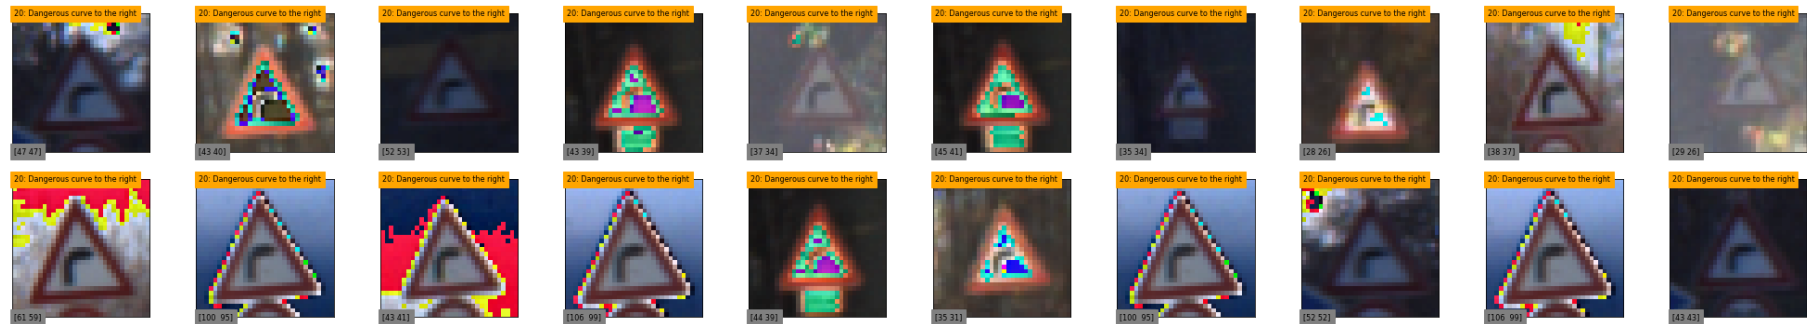 20: Dangerous curve to the right
20: Dangerous curve to the right
20: Dangerous curve to the right
20: Dangerous curve to the right
20: Dangerous curve to the right
20: Dangerous curve to the right
20: Dangerous curve to the right
20: Dangerous curve to the right
20: Dangerous curve to the right
20: Dangerous curve to the right
[47 47]
[43 40]
[52 53]
[43 39]
[37 34]
[45 41]
[35 34]
[28 26]
[38 37]
[29 26]
20: Dangerous curve to the right
20: Dangerous curve to the right
20: Dangerous curve to the right
20: Dangerous curve to the right
20: Dangerous curve to the right
20: Dangerous curve to the right
20: Dangerous curve to the right
20: Dangerous curve to the right
20: Dangerous curve to the right
20: Dangerous curve to the right
[61 59]
[100 95]
[43 41]
[106 99]
[44 39]
[35 31]
[100 95]
[52 52]
[106 99]
[43 43]